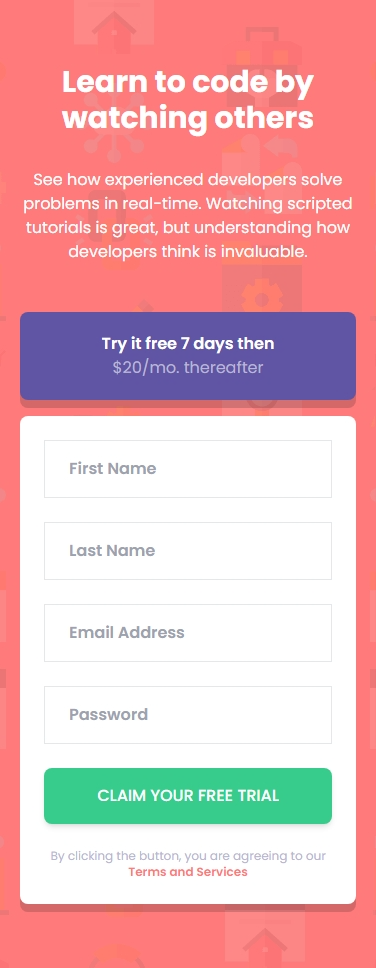 Learn to code by
watching others
See how experienced developers solve
problems in real-time. Watching scripted
tutorials is great, but understanding how
developers think is invaluable.
Try it free 7 days then
$20/mo. thereafter
First Name
Last Name
Email Address
Password
CLAIM YOUR FREE TRIAL
By clicking the button, you are agreeing to our
Terms and Services